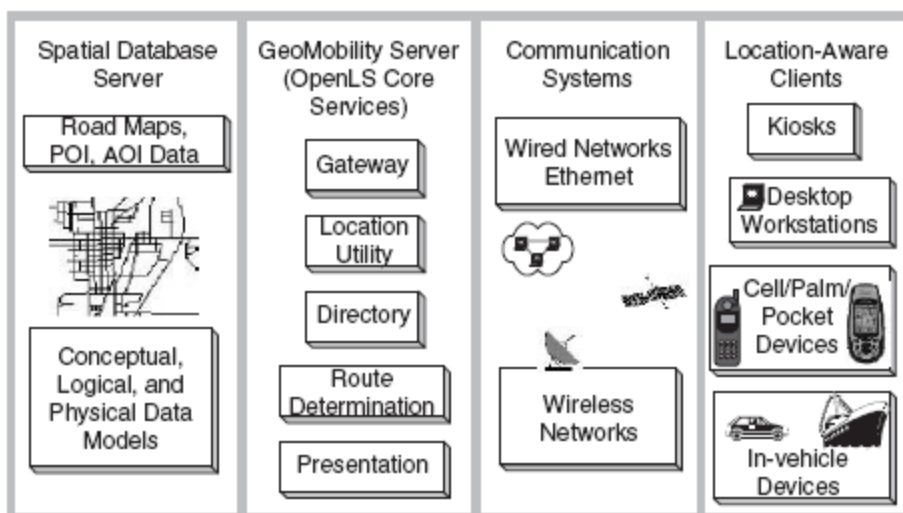 Spatial Database
Server
Road Maps,
POI, AOI Data
Conceptual,
Logical, and
Physical Data
Models
GeoMobility Server
(OpenLS Core
Services)
Gateway
Location
Utility
Directory
Route
Determination
Presentation
Communication
Systems
Wired Networks
Ethernet
Wireless
Networks
Location-Aware
Clients
Kiosks
Desktop
Workstations
Cell/Palm/
Pocket
Devices
In-vehicle
Devices